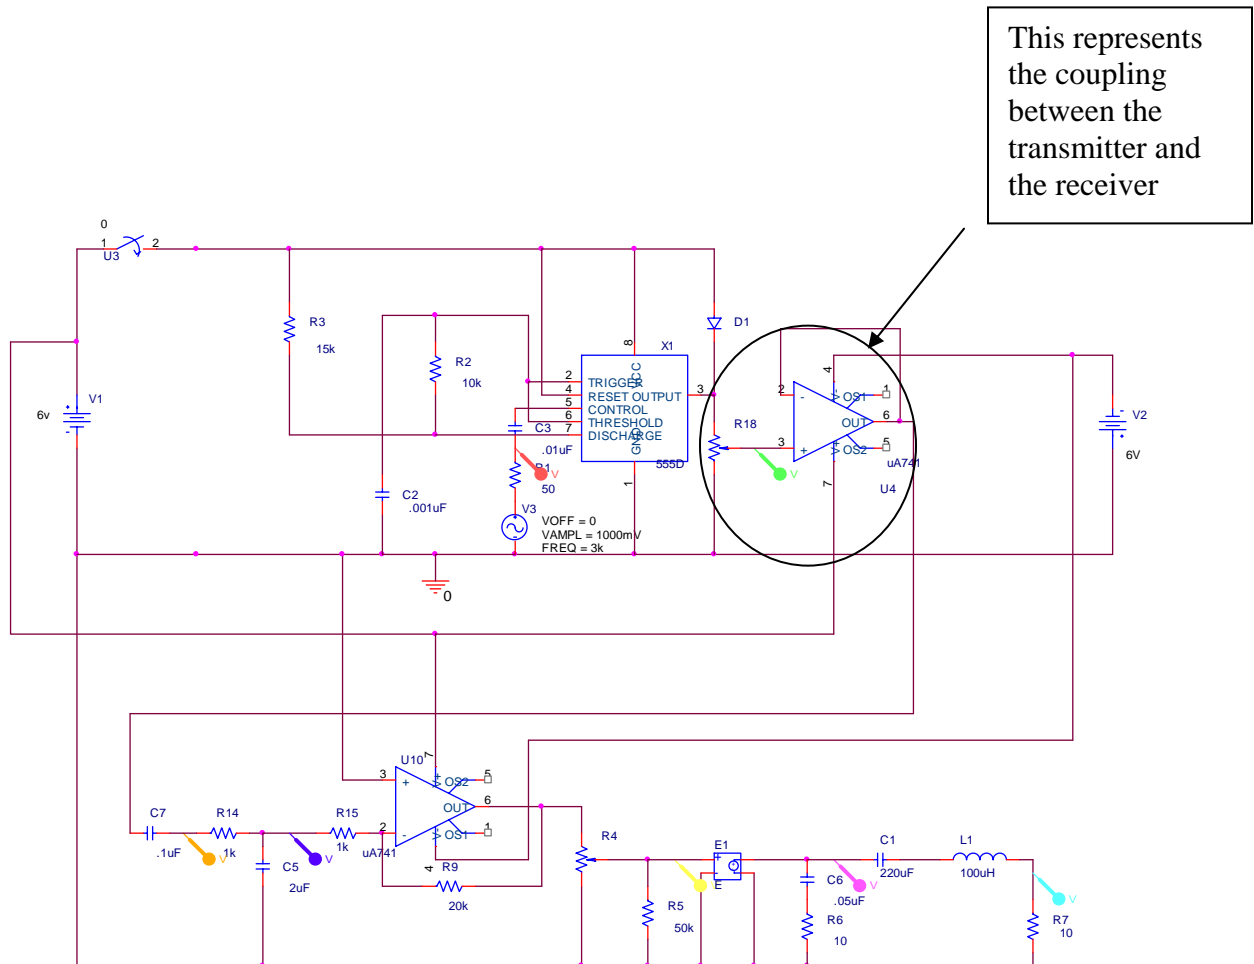 This represents
the coupling
between the
transmitter and
the receiver
0
1 2
U3
R3
15k
R2
10k
X1
8
VCC
2 TRIGGER
4 RESET OUTPUT 3
5 CONTROL
6 THRESHOLD
7 DISCHARGE
GND
1
555D
D1
R18
C3
.01uF
R1
50
V
V3
VOFF = 0
VAMPL = 1000mV
FREQ = 3k
C2
.001uF
V1
6v
0
2 -
3 +
4
V-
OS1 1
OUT 6
OS2 5
V+
7
uA741
U4
V
V2
6V
U10
7
V+
3 +
2 -
OS2 5
OUT 6
OS1 1
V-
4
uA741
C7
.1uF
V
R14
1k
C5
2uF
V
R15
1k
R9
20k
R4
R5
50k
E1
E
C6
.05uF
V
R6
10
C1
220uF
L1
100uH
V
R7
10